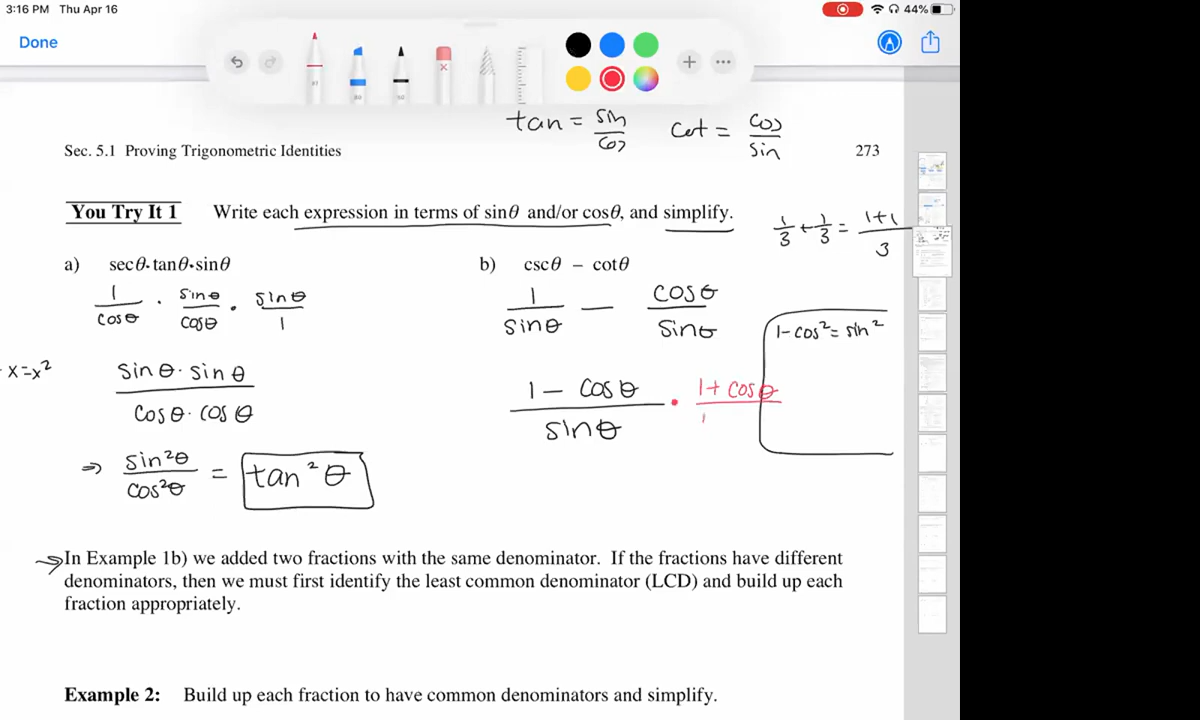 3:16 PM Thu Apr 16
44%
Done
tan = sin/cos cot = cos/sin
Sec. 5.1 Proving Trigonometric Identities 273
You Try It 1 Write each expression in terms of sinθ and/or cosθ, and simplify.
1/3 + 1/3 = 1+1/3
a) secθ·tanθ·sinθ
1/cosθ · sinθ/cosθ · sinθ/1
x=x²
sinθ·sinθ/cosθ·cosθ
⇒ sin²θ/cos²θ = tan²θ
b) cscθ − cotθ
1/sinθ — cosθ/sinθ
1-cos²=sin²
1 — cosθ/sinθ · 1+cosθ/
In Example 1b) we added two fractions with the same denominator. If the fractions have different
denominators, then we must first identify the least common denominator (LCD) and build up each
fraction appropriately.
Example 2: Build up each fraction to have common denominators and simplify.